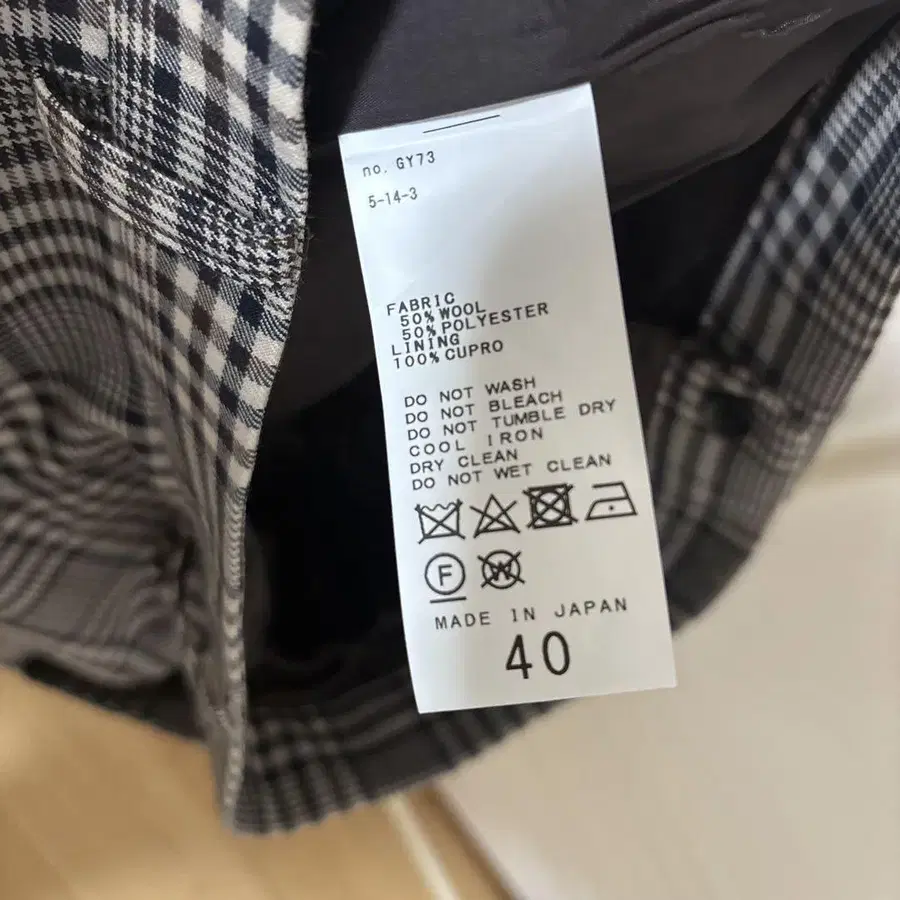 no. GY73
5-14-3
FABRIC
50%WOOL
50%POLYESTER
LINING
100%CUPRO
DO NOT WASH
DO NOT BLEACH
DO NOT TUMBLE DRY
COOL IRON
DRY CLEAN
DO NOT WET CLEAN
F W
MADE IN JAPAN
40